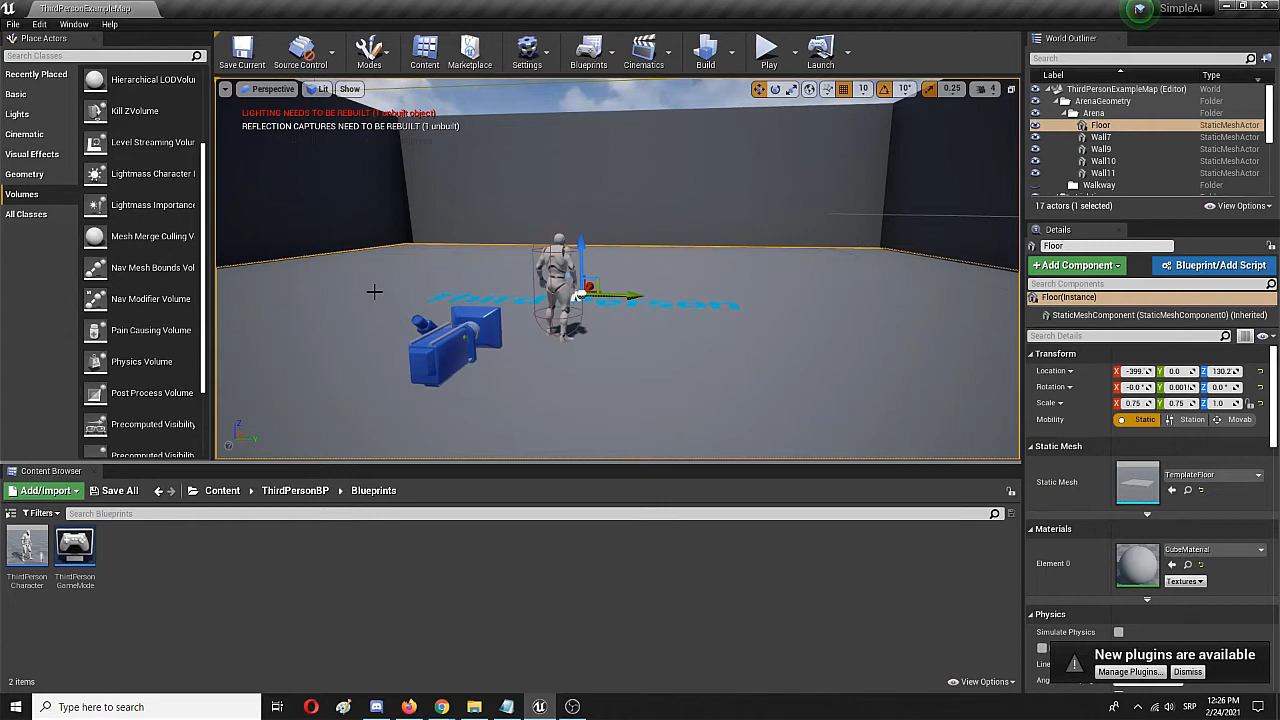 ThirdPersonExampleMap
SimpleAI
File Edit Window Help
Place Actors
Search Classes
Recently Placed
Basic
Lights
Cinematic
Visual Effects
Geometry
Volumes
All Classes
Hierarchical LODVolun
Kill ZVolume
Level Streaming Volur
Lightmass Character I
Lightmass Importance
Mesh Merge Culling V
Nav Mesh Bounds Vol
Nav Modifier Volume
Pain Causing Volume
Physics Volume
Post Process Volume
Precomputed Visibility
Precomputed Visibility
Save Current
Source Control
Modes
Content
Marketplace
Settings
Blueprints
Cinematics
Build
Play
Launch
Perspective Lit Show
10 10° 0.25 4
LIGHTING NEEDS TO BE REBUILT (1 unbuilt object)
REFLECTION CAPTURES NEED TO BE REBUILT (1 unbuilt)
Z
Y
World Outliner
Search
Label Type
ThirdPersonExampleMap (Editor) World
ArenaGeometry Folder
Arena Folder
Floor StaticMeshActor
Wall7 StaticMeshActor
Wall9 StaticMeshActor
Wall10 StaticMeshActor
Wall11 StaticMeshActor
Walkway Folder
17 actors (1 selected) View Options
Details
Floor
+Add Component Blueprint/Add Script
Search Components
Floor(Instance)
StaticMeshComponent (StaticMeshComponent0) (Inherited)
Search Details
Transform
Location X -399. Y 0.0 Z 130.2
Rotation X -0.0 ° Y 0.001 Z 0.0 °
Scale X 0.75 Y 0.75 Z 1.0
Mobility Static Station Movab
Static Mesh
Static Mesh TemplateFloor
Materials
Element 0 CubeMaterial
Textures
Physics
Simulate Physics
New plugins are available
Manage Plugins... Dismiss
Content Browser
Add/Import Save All Content ThirdPersonBP Blueprints
Filters Search Blueprints
ThirdPerson
Character
ThirdPerson
GameMode
2 items View Options
Type here to search
SRP
12:26 PM
2/24/2021